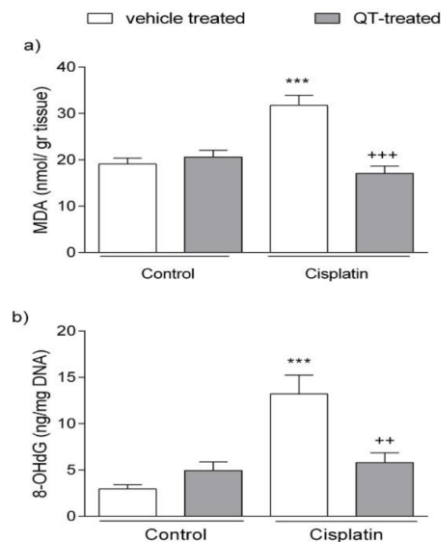 vehicle treated QT-treated
a)
MDA (nmol/ gr tissue)
40
30
20
10
0
***
+++
Control Cisplatin
b)
8-OHdG (ng/mg DNA)
20
15
10
5
0
***
++
Control Cisplatin